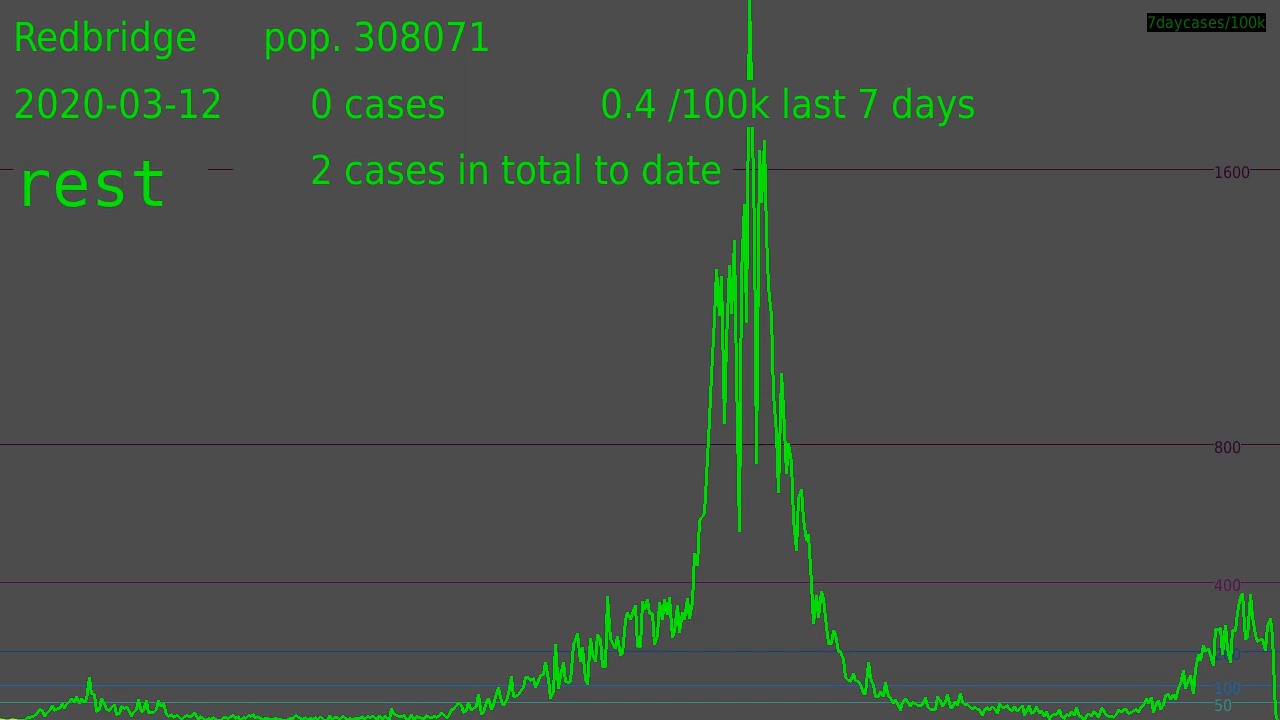 Redbridge pop. 308071
7daycases/100k
2020-03-12 0 cases 0.4 /100k last 7 days
rest 2 cases in total to date
1600
800
400
100
50